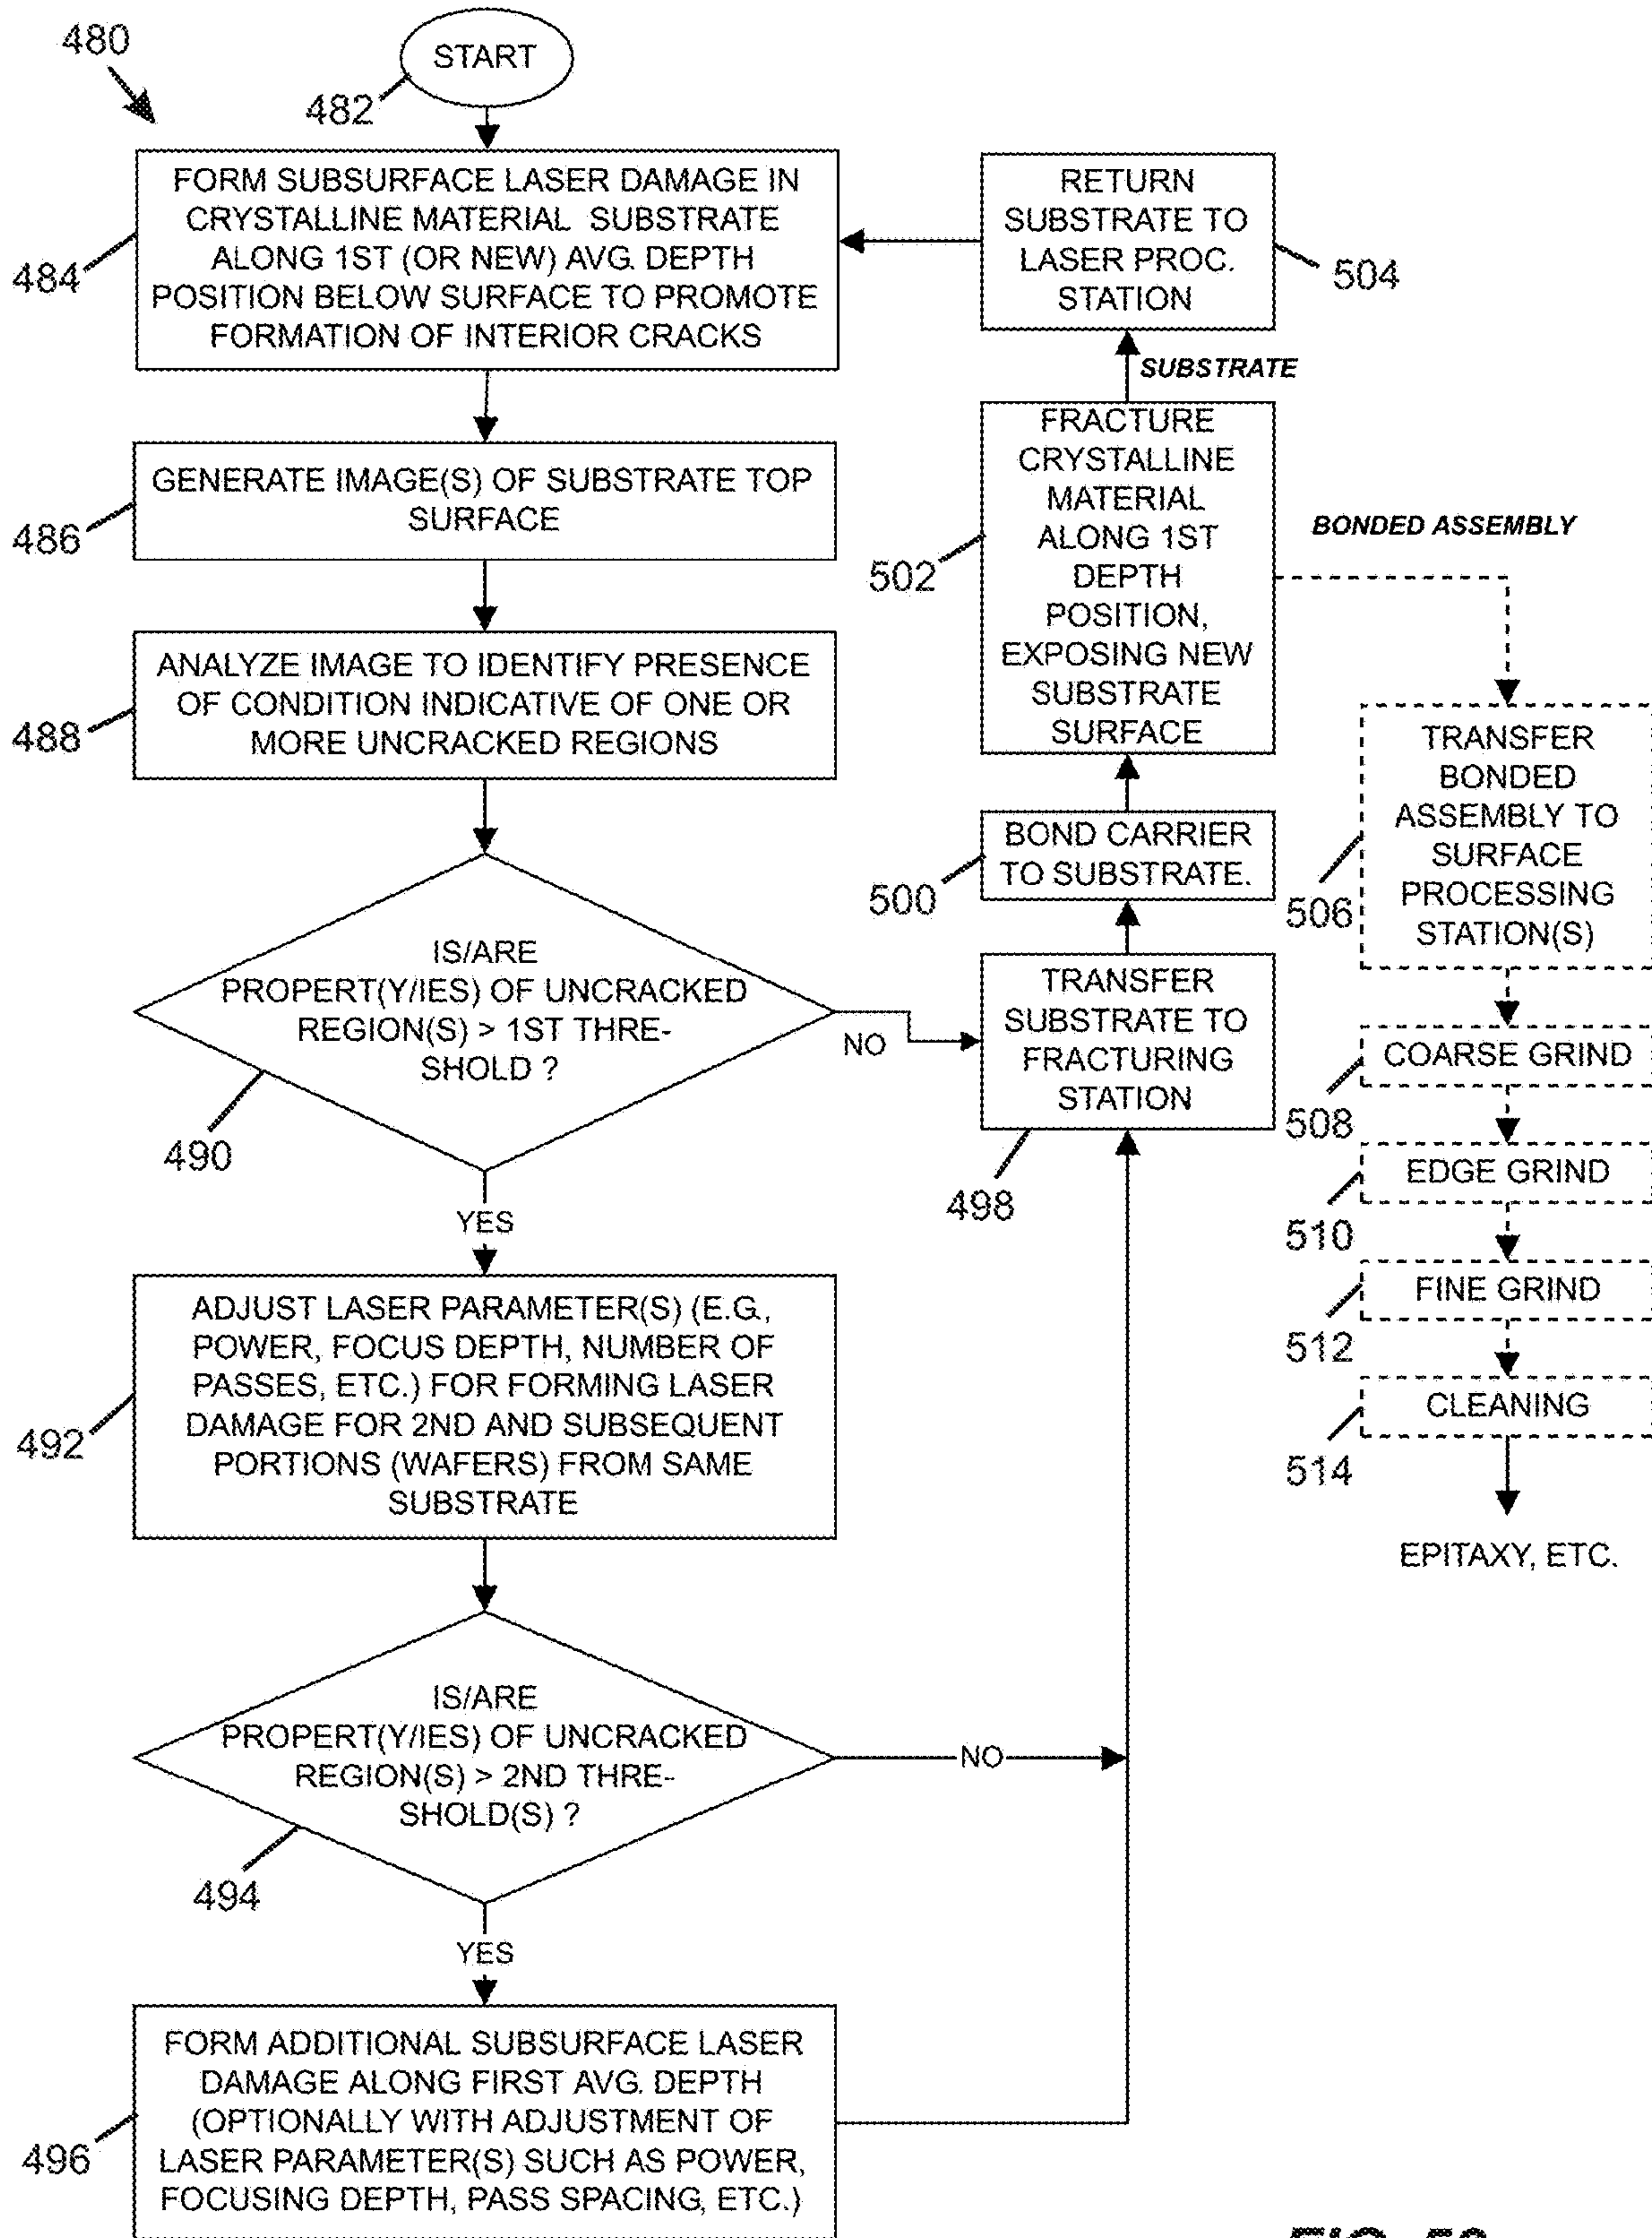 480
START
482
FORM SUBSURFACE LASER DAMAGE IN
CRYSTALLINE MATERIAL SUBSTRATE
ALONG 1ST (OR NEW) AVG. DEPTH
POSITION BELOW SURFACE TO PROMOTE
FORMATION OF INTERIOR CRACKS
484
GENERATE IMAGE(S) OF SUBSTRATE TOP
SURFACE
486
ANALYZE IMAGE TO IDENTIFY PRESENCE
OF CONDITION INDICATIVE OF ONE OR
MORE UNCRACKED REGIONS
488
IS/ARE
PROPERT(Y/IES) OF UNCRACKED
REGION(S) > 1ST THRE-
SHOLD ?
490
NO
YES
ADJUST LASER PARAMETER(S) (E.G.,
POWER, FOCUS DEPTH, NUMBER OF
PASSES, ETC.) FOR FORMING LASER
DAMAGE FOR 2ND AND SUBSEQUENT
PORTIONS (WAFERS) FROM SAME
SUBSTRATE
492
IS/ARE
PROPERT(Y/IES) OF UNCRACKED
REGION(S) > 2ND THRE-
SHOLD(S) ?
494
NO
YES
FORM ADDITIONAL SUBSURFACE LASER
DAMAGE ALONG FIRST AVG. DEPTH
(OPTIONALLY WITH ADJUSTMENT OF
LASER PARAMETER(S) SUCH AS POWER,
FOCUSING DEPTH, PASS SPACING, ETC.)
496
RETURN
SUBSTRATE TO
LASER PROC.
STATION
504
SUBSTRATE
FRACTURE
CRYSTALLINE
MATERIAL
ALONG 1ST
DEPTH
POSITION,
EXPOSING NEW
SUBSTRATE
SURFACE
502
BOND CARRIER
TO SUBSTRATE.
500
TRANSFER
SUBSTRATE TO
FRACTURING
STATION
498
BONDED ASSEMBLY
TRANSFER
BONDED
ASSEMBLY TO
SURFACE
PROCESSING
STATION(S)
506
COARSE GRIND
508
EDGE GRIND
510
FINE GRIND
512
CLEANING
514
EPITAXY, ETC.